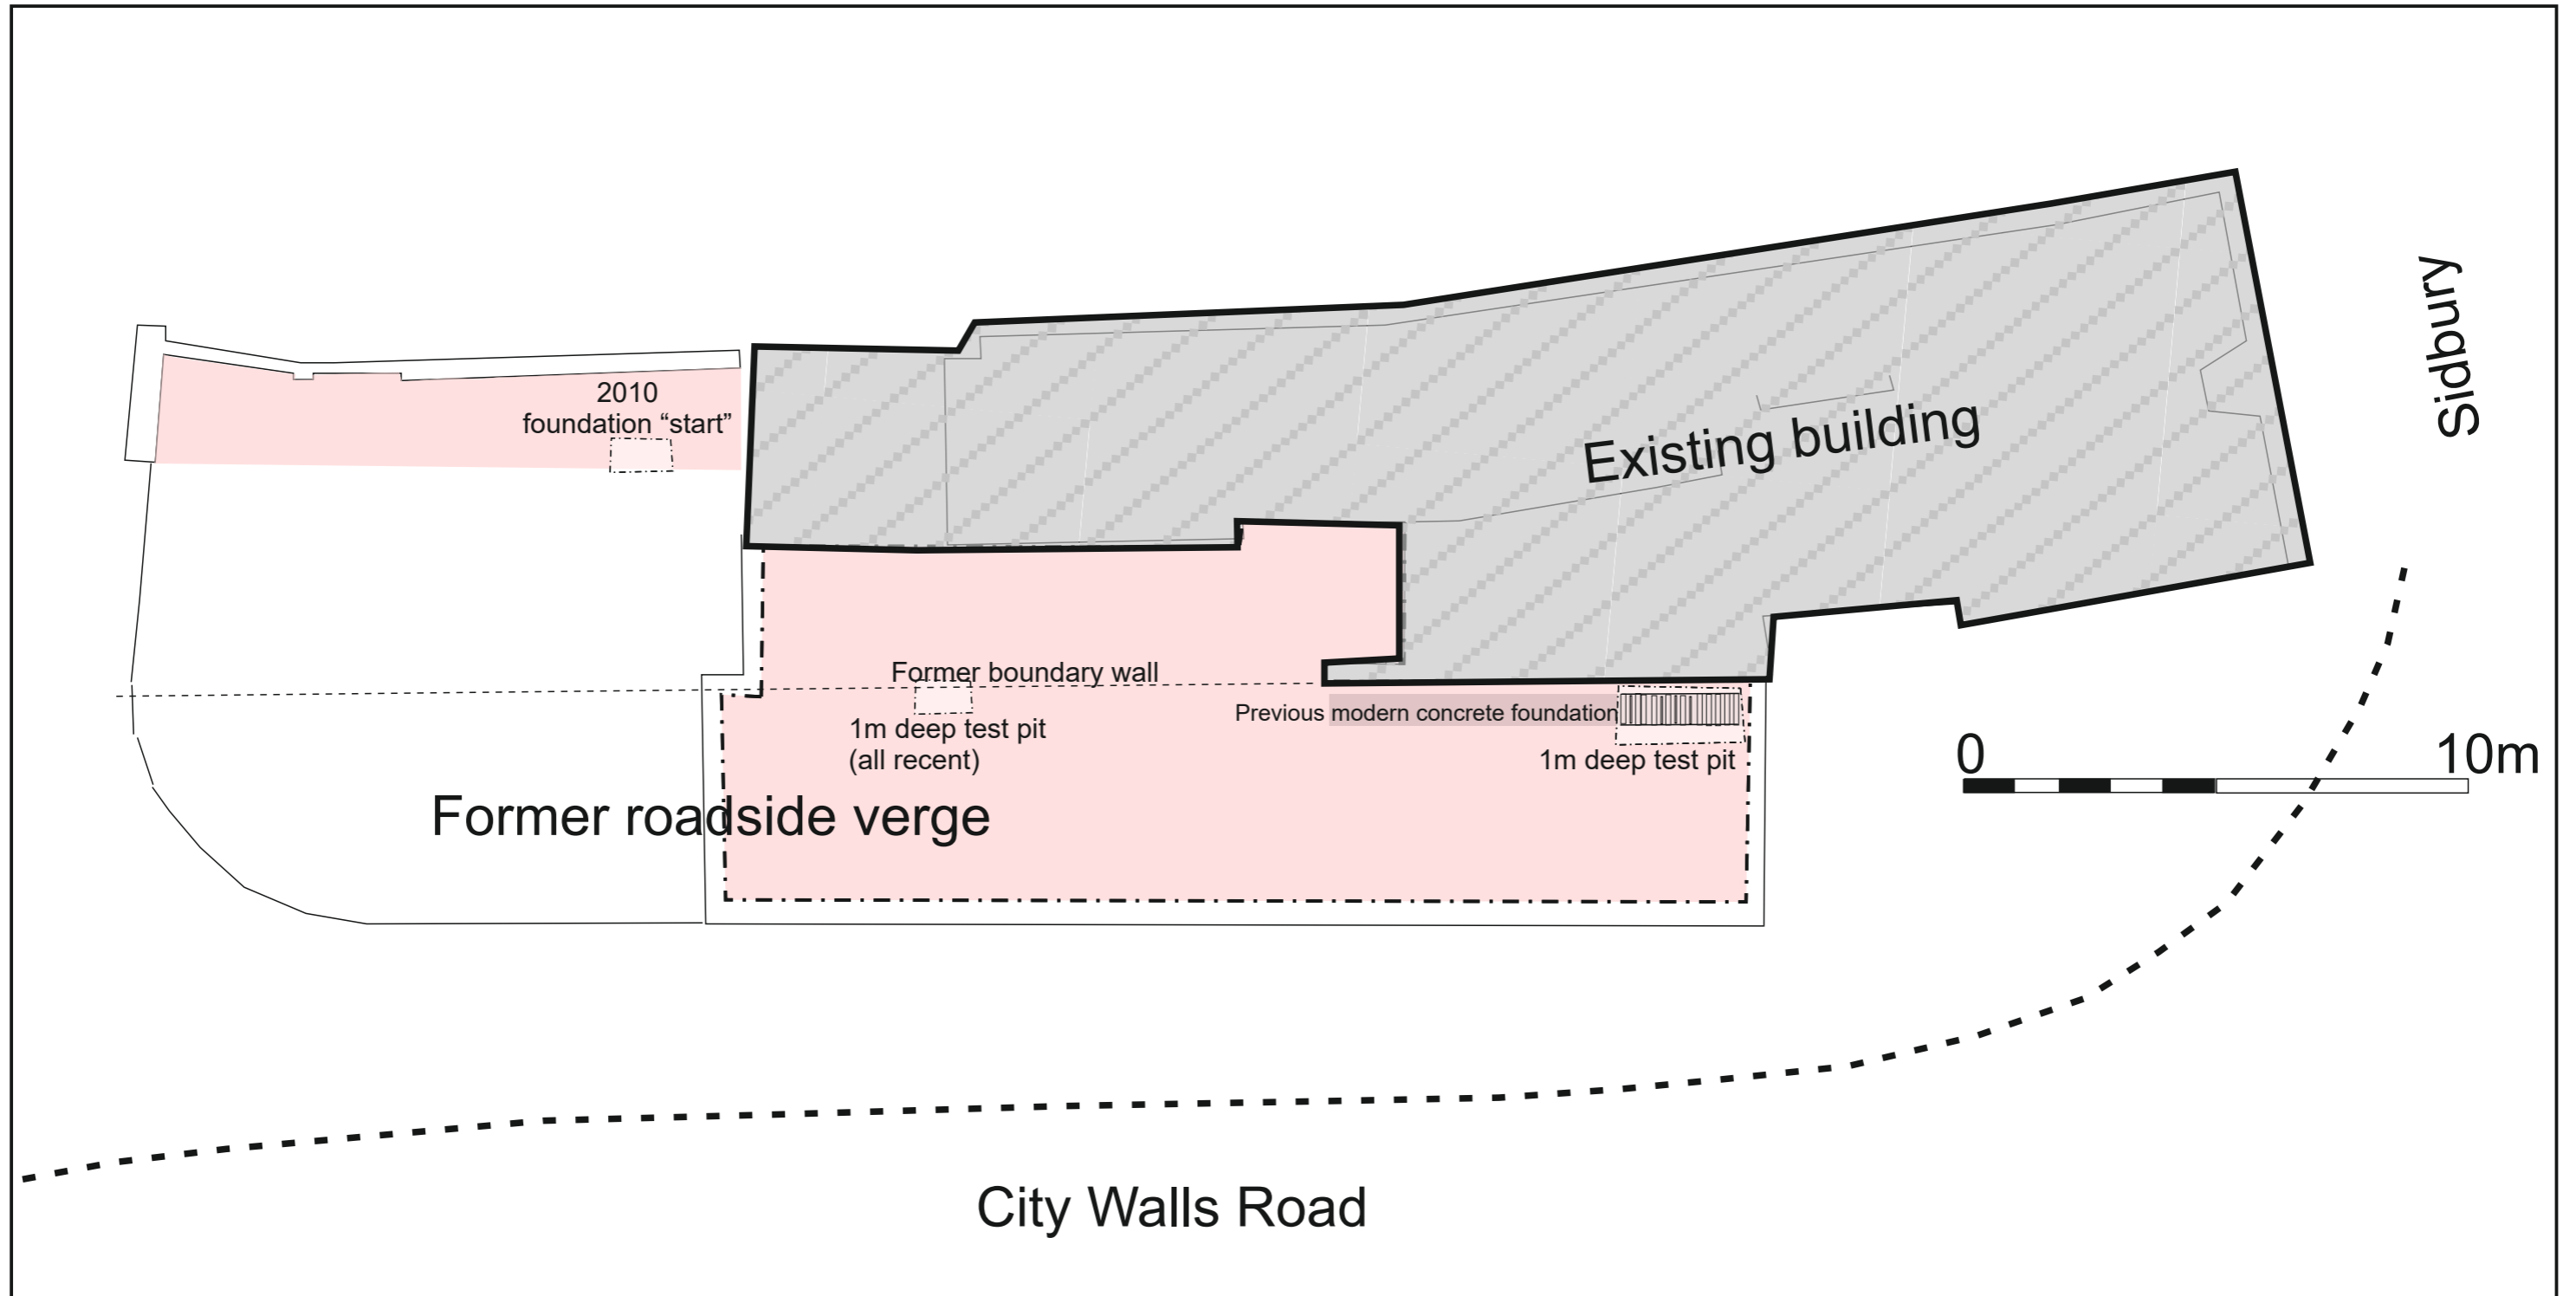 2010
foundation “start”
Existing building
Sippbury
Former boundary wall
Previous modern concrete foundation
1m deep test pit
(all recent)
1m deep test pit
0 10m
Former roadside verge
City Walls Road